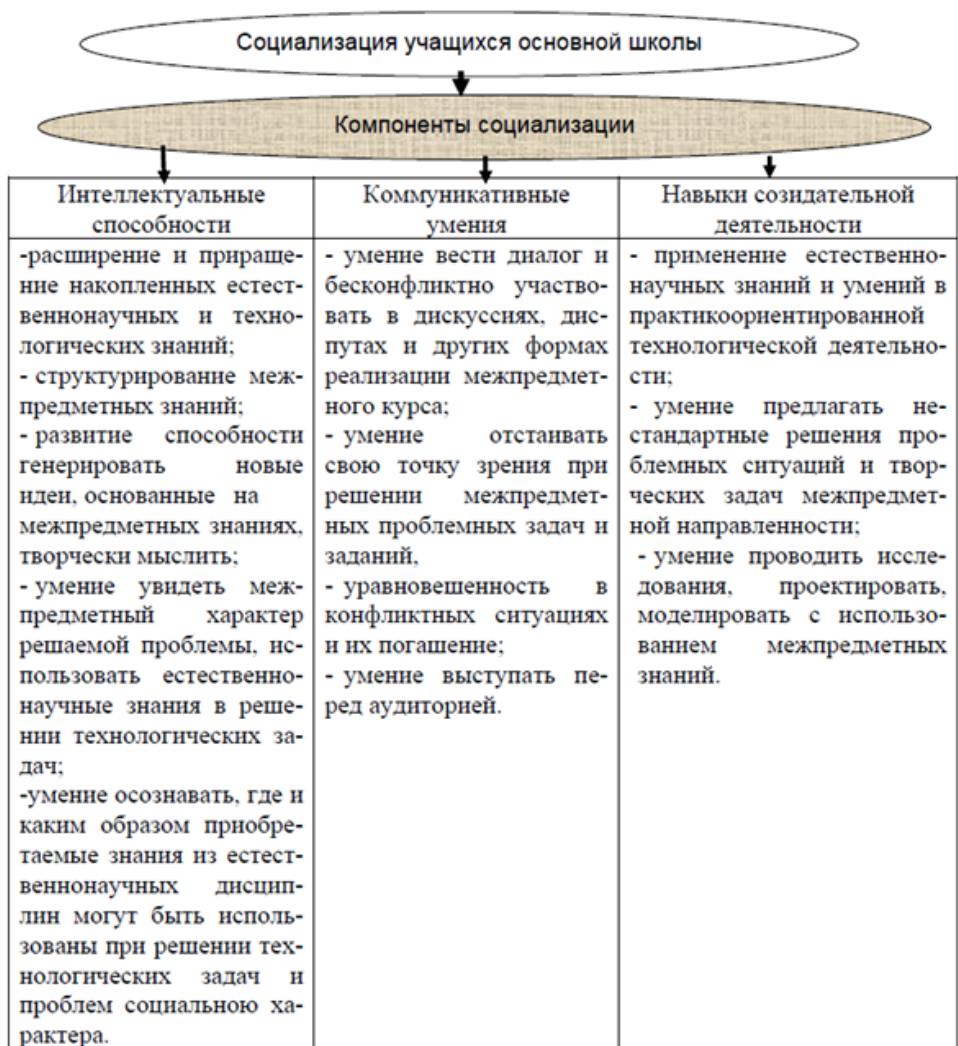 Социализация учащихся основной школы
Компоненты социализации
Интеллектуальные
способности
-расширение и прираще-
ние накопленных естест-
веннонаучных и техно-
логических знаний;
- структурирование меж-
предметных знаний;
- развитие способности
генерировать новые
идеи, основанные на
межпредметных знаниях,
творчески мыслить;
- умение увидеть меж-
предметный характер
решаемой проблемы, ис-
пользовать естественно-
научные знания в реше-
нии технологических за-
дач;
-умение осознавать, где и
каким образом приобре-
таемые знания из естест-
веннонаучных дисцип-
лин могут быть исполь-
зованы при решении тех-
нологических задач и
проблем социальною ха-
рактера.
Коммуникативные
умения
- умение вести диалог и
бесконфликтно участво-
вать в дискуссиях, дис-
путах и других формах
реализации межпредмет-
ного курса;
- умение отстаивать
свою точку зрения при
решении межпредмет-
ных проблемных задач и
заданий,
- уравновешенность в
конфликтных ситуациях
и их погашение;
- умение выступать пе-
ред аудиторией.
Навыки созидательной
деятельности
- применение естественно-
научных знаний и умений в
практикоориентированной
технологической деятельно-
сти;
- умение предлагать не-
стандартные решения про-
блемных ситуаций и твор-
ческих задач межпредмет-
ной направленности;
- умение проводить иссле-
дования, проектировать,
моделировать с использо-
ванием межпредметных
знаний.